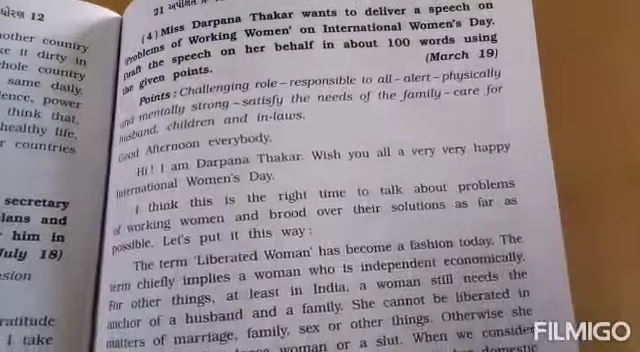 ધોરણ 12
nother country
ke it dirty in
whole country
same daily.
ence, power
think that,
healthy life,
r countries
secretary
lans and
him in
July 18)
sion
ratitude
I take
21
(4) Miss Darpana Thakar wants to deliver a speech on
'Problems of Working Women' on International Women's Day.
Draft the speech on her behalf in about 100 words using
the given points. (March 19)
Points : Challenging role – responsible to all – alert – physically
and mentally strong – satisfy the needs of the family – care for
husband, children and in-laws.
Good Afternoon everybody.
Hi ! I am Darpana Thakar. Wish you all a very very happy
International Women's Day.
I think this is the right time to talk about problems
of working women and brood over their solutions as far as
possible. Let's put it this way :
The term 'Liberated Woman' has become a fashion today. The
term chiefly implies a woman who is independent economically.
For other things, at least in India, a woman still needs the
anchor of a husband and a family. She cannot be liberated in
matters of marriage, family, sex or other things. Otherwise she
woman or a slut. When we consider
domestic
FILMIGO